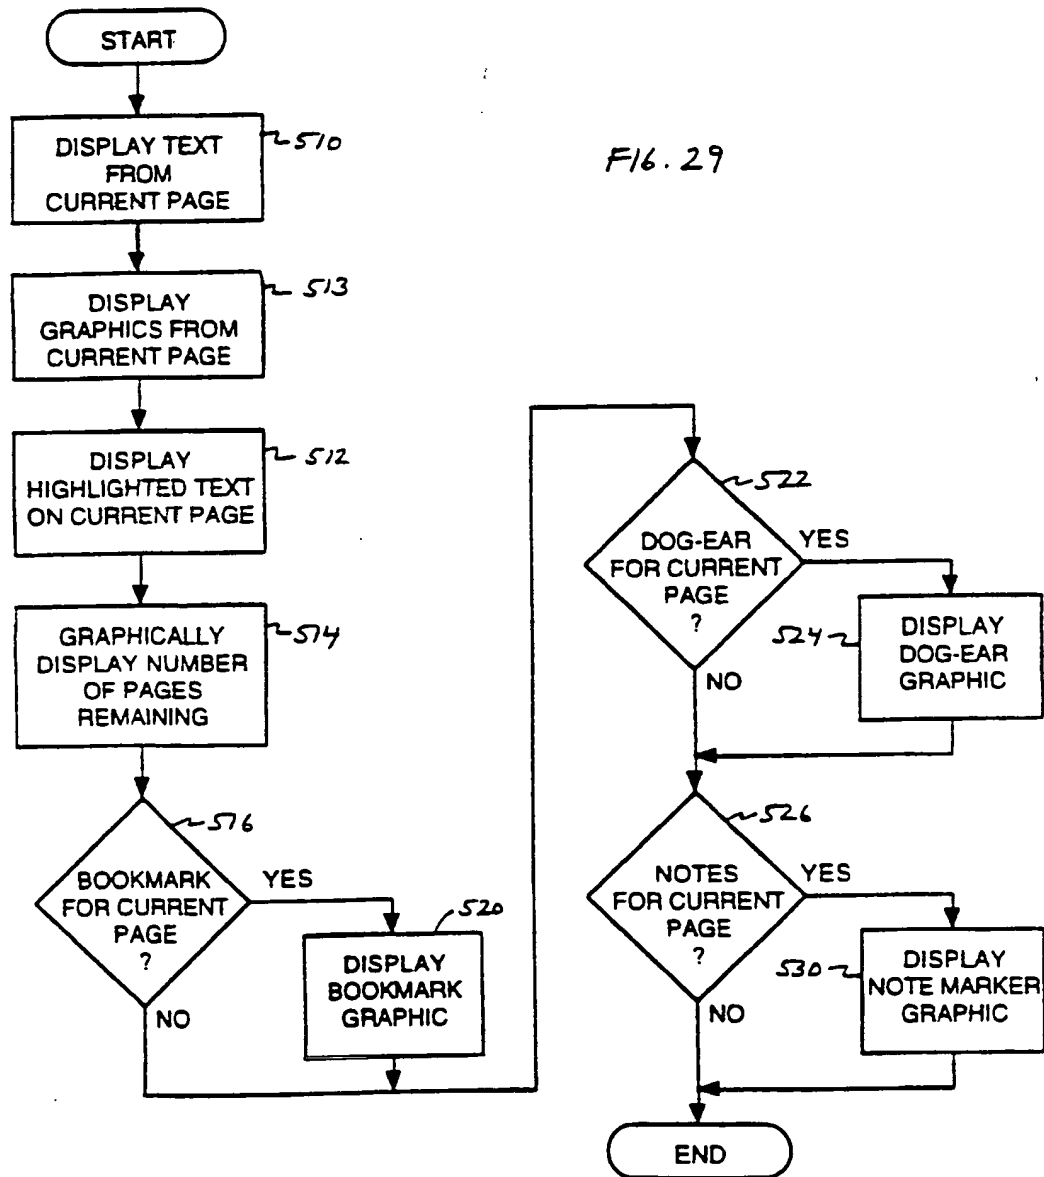 START
DISPLAY TEXT
FROM
CURRENT PAGE
510
FIG. 29
DISPLAY
GRAPHICS FROM
CURRENT PAGE
513
DISPLAY
HIGHLIGHTED TEXT
ON CURRENT PAGE
512
GRAPHICALLY
DISPLAY NUMBER
OF PAGES
REMAINING
514
BOOKMARK
FOR CURRENT
PAGE
?
516
YES
NO
DISPLAY
BOOKMARK
GRAPHIC
520
DOG-EAR
FOR CURRENT
PAGE
?
522
YES
NO
DISPLAY
DOG-EAR
GRAPHIC
524
NOTES
FOR CURRENT
PAGE
?
526
YES
NO
DISPLAY
NOTE MARKER
GRAPHIC
530
END